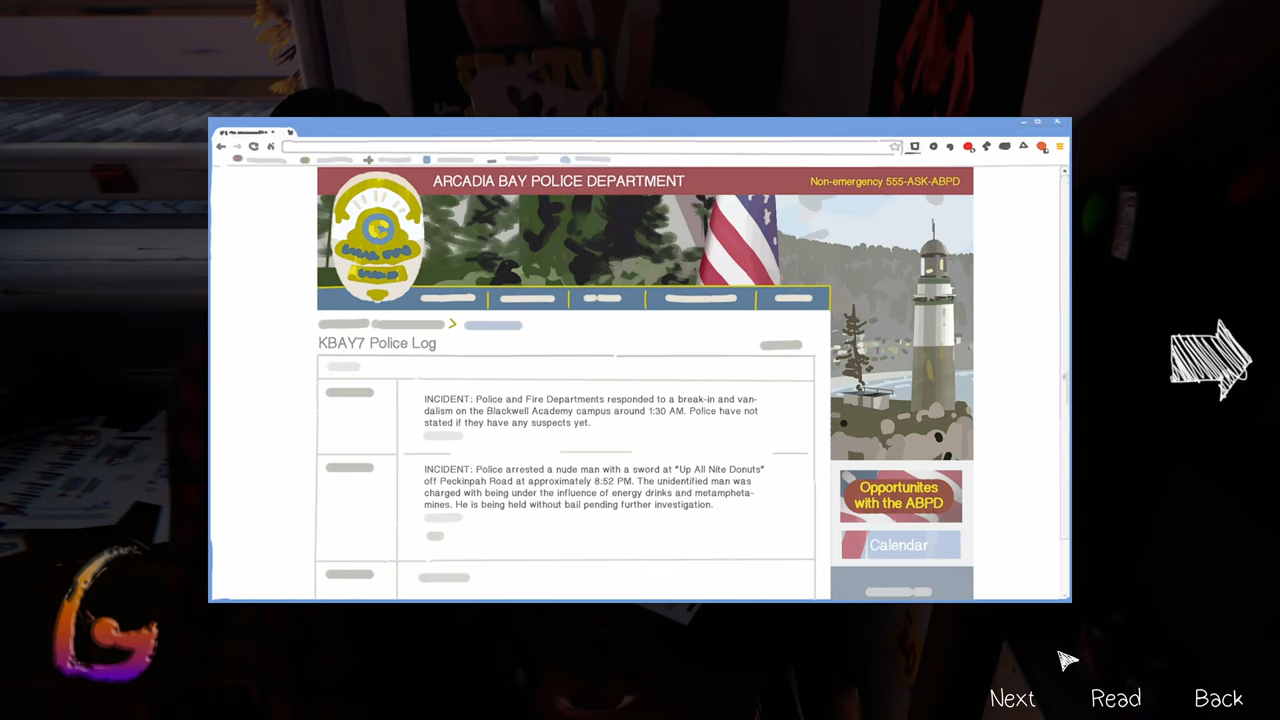 ARCADIA BAY POLICE DEPARTMENT
Non-emergency 555-ASK-ABPD
KBAY7 Police Log
INCIDENT: Police and Fire Departments responded to a break-in and van-
dalism on the Blackwell Academy campus around 1:30 AM. Police have not
stated if they have any suspects yet.
INCIDENT: Police arrested a nude man with a sword at "Up All Nite Donuts"
off Peckinpah Road at approximately 8:52 PM. The unidentified man was
charged with being under the influence of energy drinks and metampheta-
mines. He is being held without bail pending further investigation.
Opportunites
with the ABPD
Calendar
Next
Read
Back